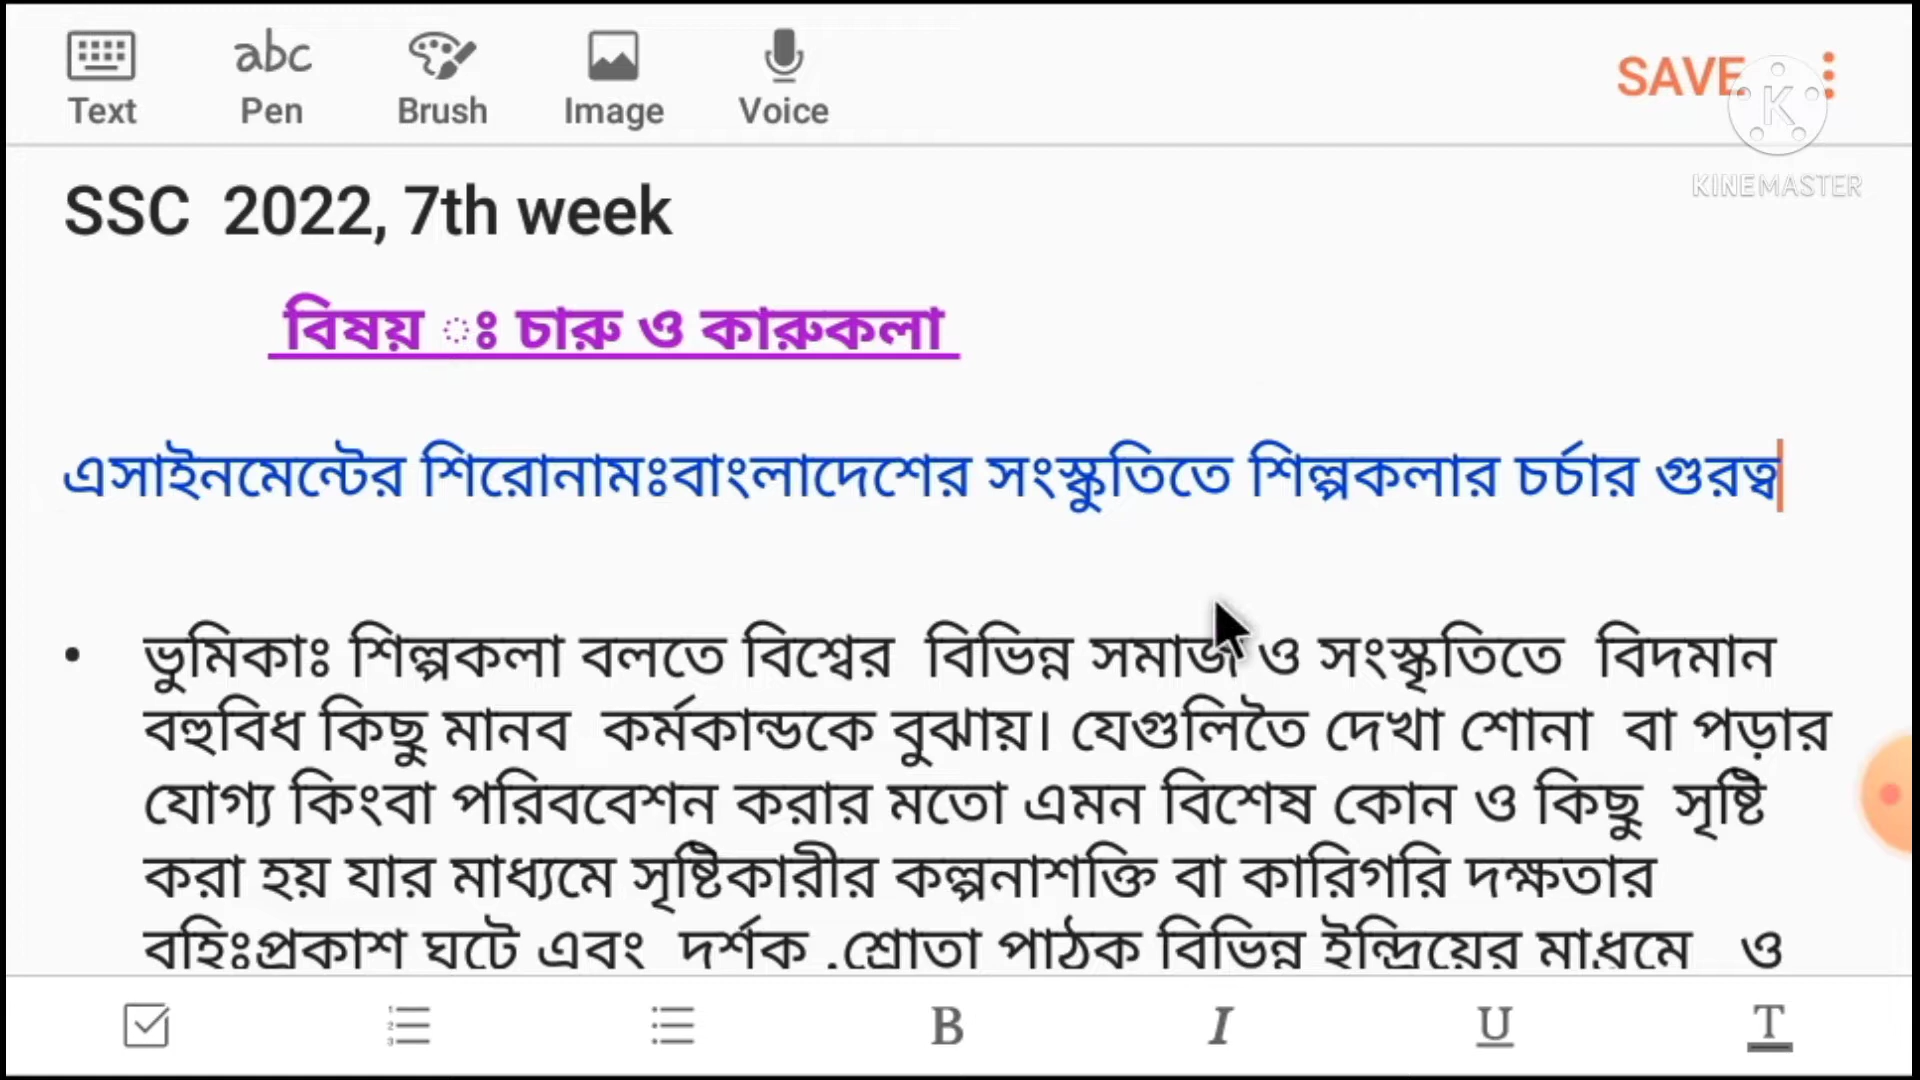 Text
abc
Pen
Brush
Image
Voice
SAVE
K
KINEMASTER
SSC 2022, 7th week
বিষয় ঃ চারু ও কারুকলা
এসাইনমেন্টের শিরোনামঃবাংলাদেশের সংস্কুতিতে শিল্পকলার চর্চার গুরত্ব
• ভুমিকাঃ শিল্পকলা বলতে বিশ্বের বিভিন্ন সমাজ ও সংস্কৃতিতে বিদমান
বহুবিধ কিছু মানব কর্মকান্ডকে বুঝায়। যেগুলিতৈ দেখা শোনা বা পড়ার
যোগ্য কিংবা পরিববেশন করার মতো এমন বিশেষ কোন ও কিছু সৃষ্টি
করা হয় যার মাধ্যমে সৃষ্টিকারীর কল্পনাশক্তি বা কারিগরি দক্ষতার
বহিঃপ্রকাশ ঘটে এবং দর্শক ,শ্রোতা পাঠক বিভিন্ন ইন্দ্রিয়ের মাধমে ও
B I U T